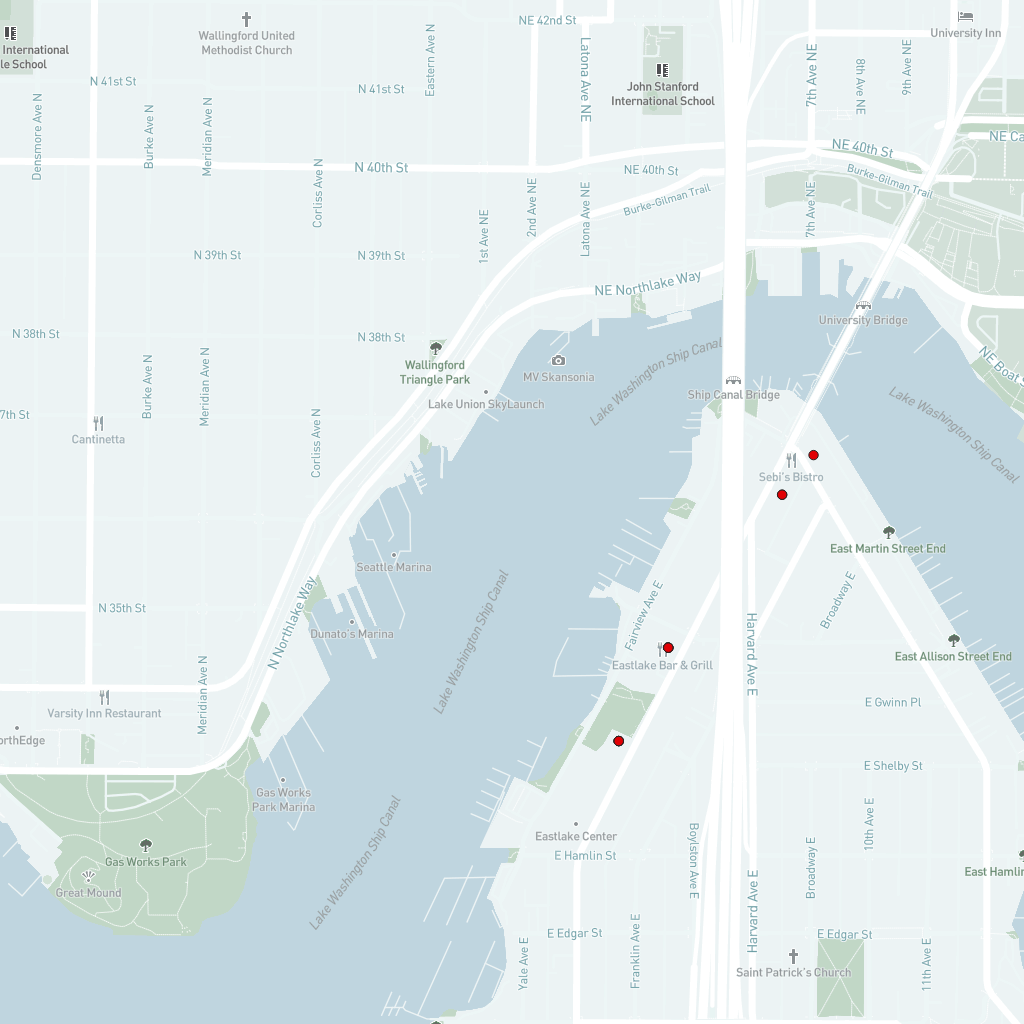 NE 42nd St
Wallingford United
Methodist Church
International
le School
University Inn
N 41st St
N 41st St
Eastern Ave N
Latona Ave NE
John Stanford
International School
7th Ave NE
8th Ave NE
9th Ave NE
Densmore Ave N
Burke Ave N
Meridian Ave N
Corliss Ave N
N 40th St
NE 40th St
NE 40th St
NE Ca
Burke-Gilman Trail
Burke-Gilman Trail
1st Ave NE
2nd Ave NE
Latona Ave NE
7th Ave NE
N 39th St
N 39th St
NE Northlake Way
N 38th St
N 38th St
University Bridge
Wallingford
Triangle Park
MV Skansonia
Lake Union SkyLaunch
Lake Washington Ship Canal
Ship Canal Bridge
NE Boat S
Lake Washington Ship Canal
Burke Ave N
Meridian Ave N
Corliss Ave N
7th St
Cantinetta
Sebi's Bistro
East Martin Street End
Seattle Marina
N 35th St
Dunato's Marina
N Northlake Way
Lake Washington Ship Canal
Fairview Ave E
Broadway E
Harvard Ave E
East Allison Street End
Eastlake Bar & Grill
Meridian Ave N
Varsity Inn Restaurant
orthEdge
E Gwinn Pl
E Shelby St
Gas Works
Park Marina
Lake Washington Ship Canal
Eastlake Center
E Hamlin St
Boylston Ave E
Broadway E
10th Ave E
Gas Works Park
Great Mound
East Hamlin
Harvard Ave E
E Edgar St
E Edgar St
Yale Ave E
Franklin Ave E
11th Ave E
Saint Patrick's Church